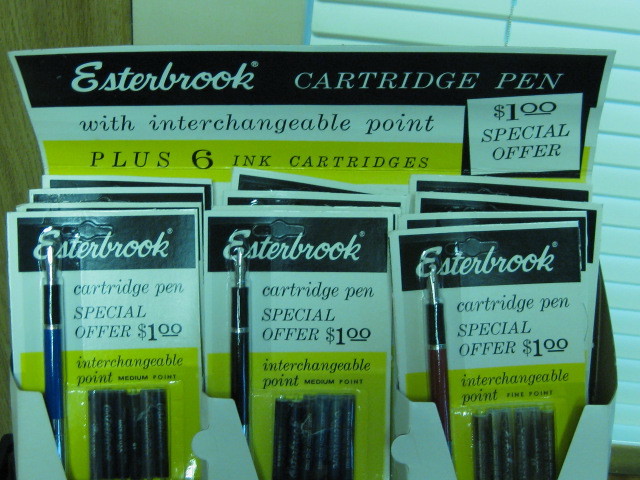 Esterbrook® CARTRIDGE PEN
with interchangeable point
PLUS 6 INK CARTRIDGES
$1.00
SPECIAL
OFFER
Esterbrook®
cartridge pen
SPECIAL
OFFER $1.00
interchangeable
point MEDIUM POINT
Esterbrook®
cartridge pen
SPECIAL
OFFER $1.00
interchangeable
point MEDIUM POINT
Esterbrook®
cartridge pen
SPECIAL
OFFER $1.00
interchangeable
point FINE POINT